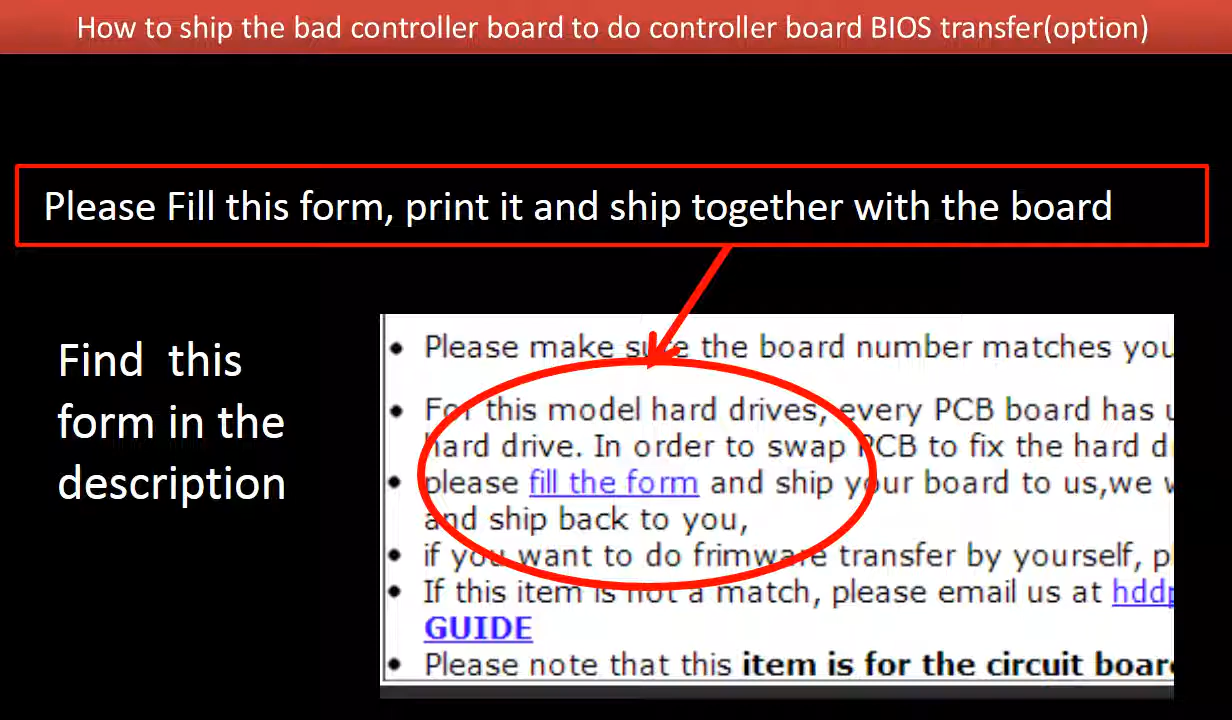 How to ship the bad controller board to do controller board BIOS transfer(option)
Please Fill this form, print it and ship together with the board
Find this
form in the
description
• Please make sure the board number matches you
• For this model hard drives, every PCB board has
hard drive. In order to swap PCB to fix the hard d
• please fill the form and ship your board to us,we
and ship back to you,
• if you want to do frimware transfer by yourself, pl
• If this item is not a match, please email us at hddp
GUIDE
• Please note that this item is for the circuit board